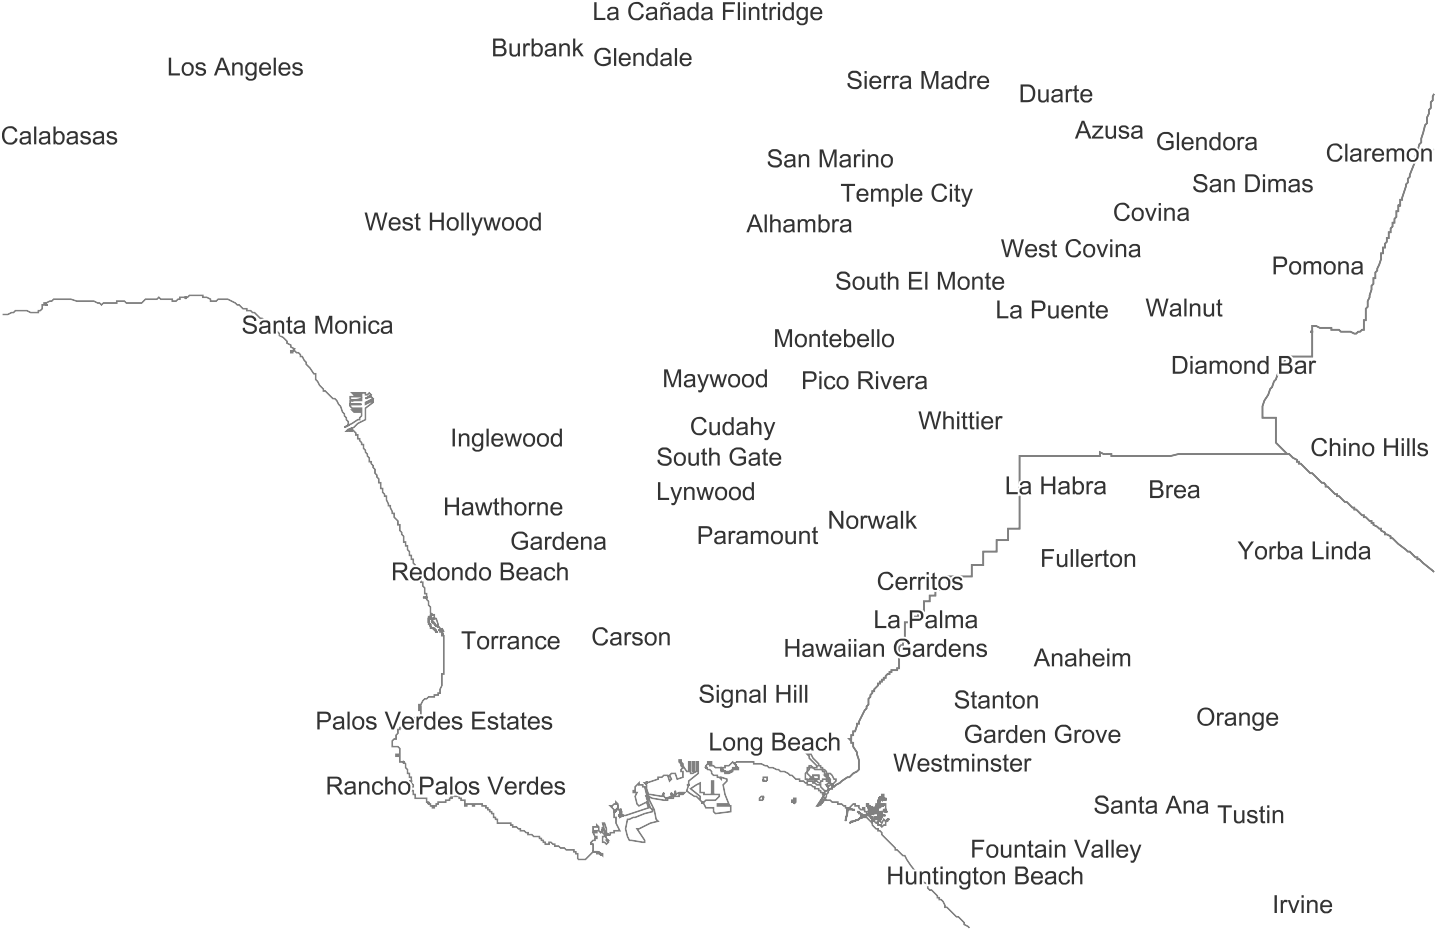 La Cañada Flintridge
Burbank
Glendale
Los Angeles
Sierra Madre
Duarte
Calabasas
Azusa
Glendora
Claremon
San Marino
San Dimas
Temple City
Covina
West Hollywood
Alhambra
West Covina
Pomona
South El Monte
La Puente
Walnut
Santa Monica
Montebello
Diamond Bar
Maywood
Pico Rivera
Whittier
Cudahy
Inglewood
Chino Hills
South Gate
Lynwood
La Habra
Brea
Hawthorne
Norwalk
Paramount
Gardena
Yorba Linda
Fullerton
Redondo Beach
Cerritos
La Palma
Torrance
Carson
Hawaiian Gardens
Anaheim
Signal Hill
Stanton
Palos Verdes Estates
Orange
Garden Grove
Long Beach
Westminster
Rancho Palos Verdes
Santa Ana
Tustin
Fountain Valley
Huntington Beach
Irvine